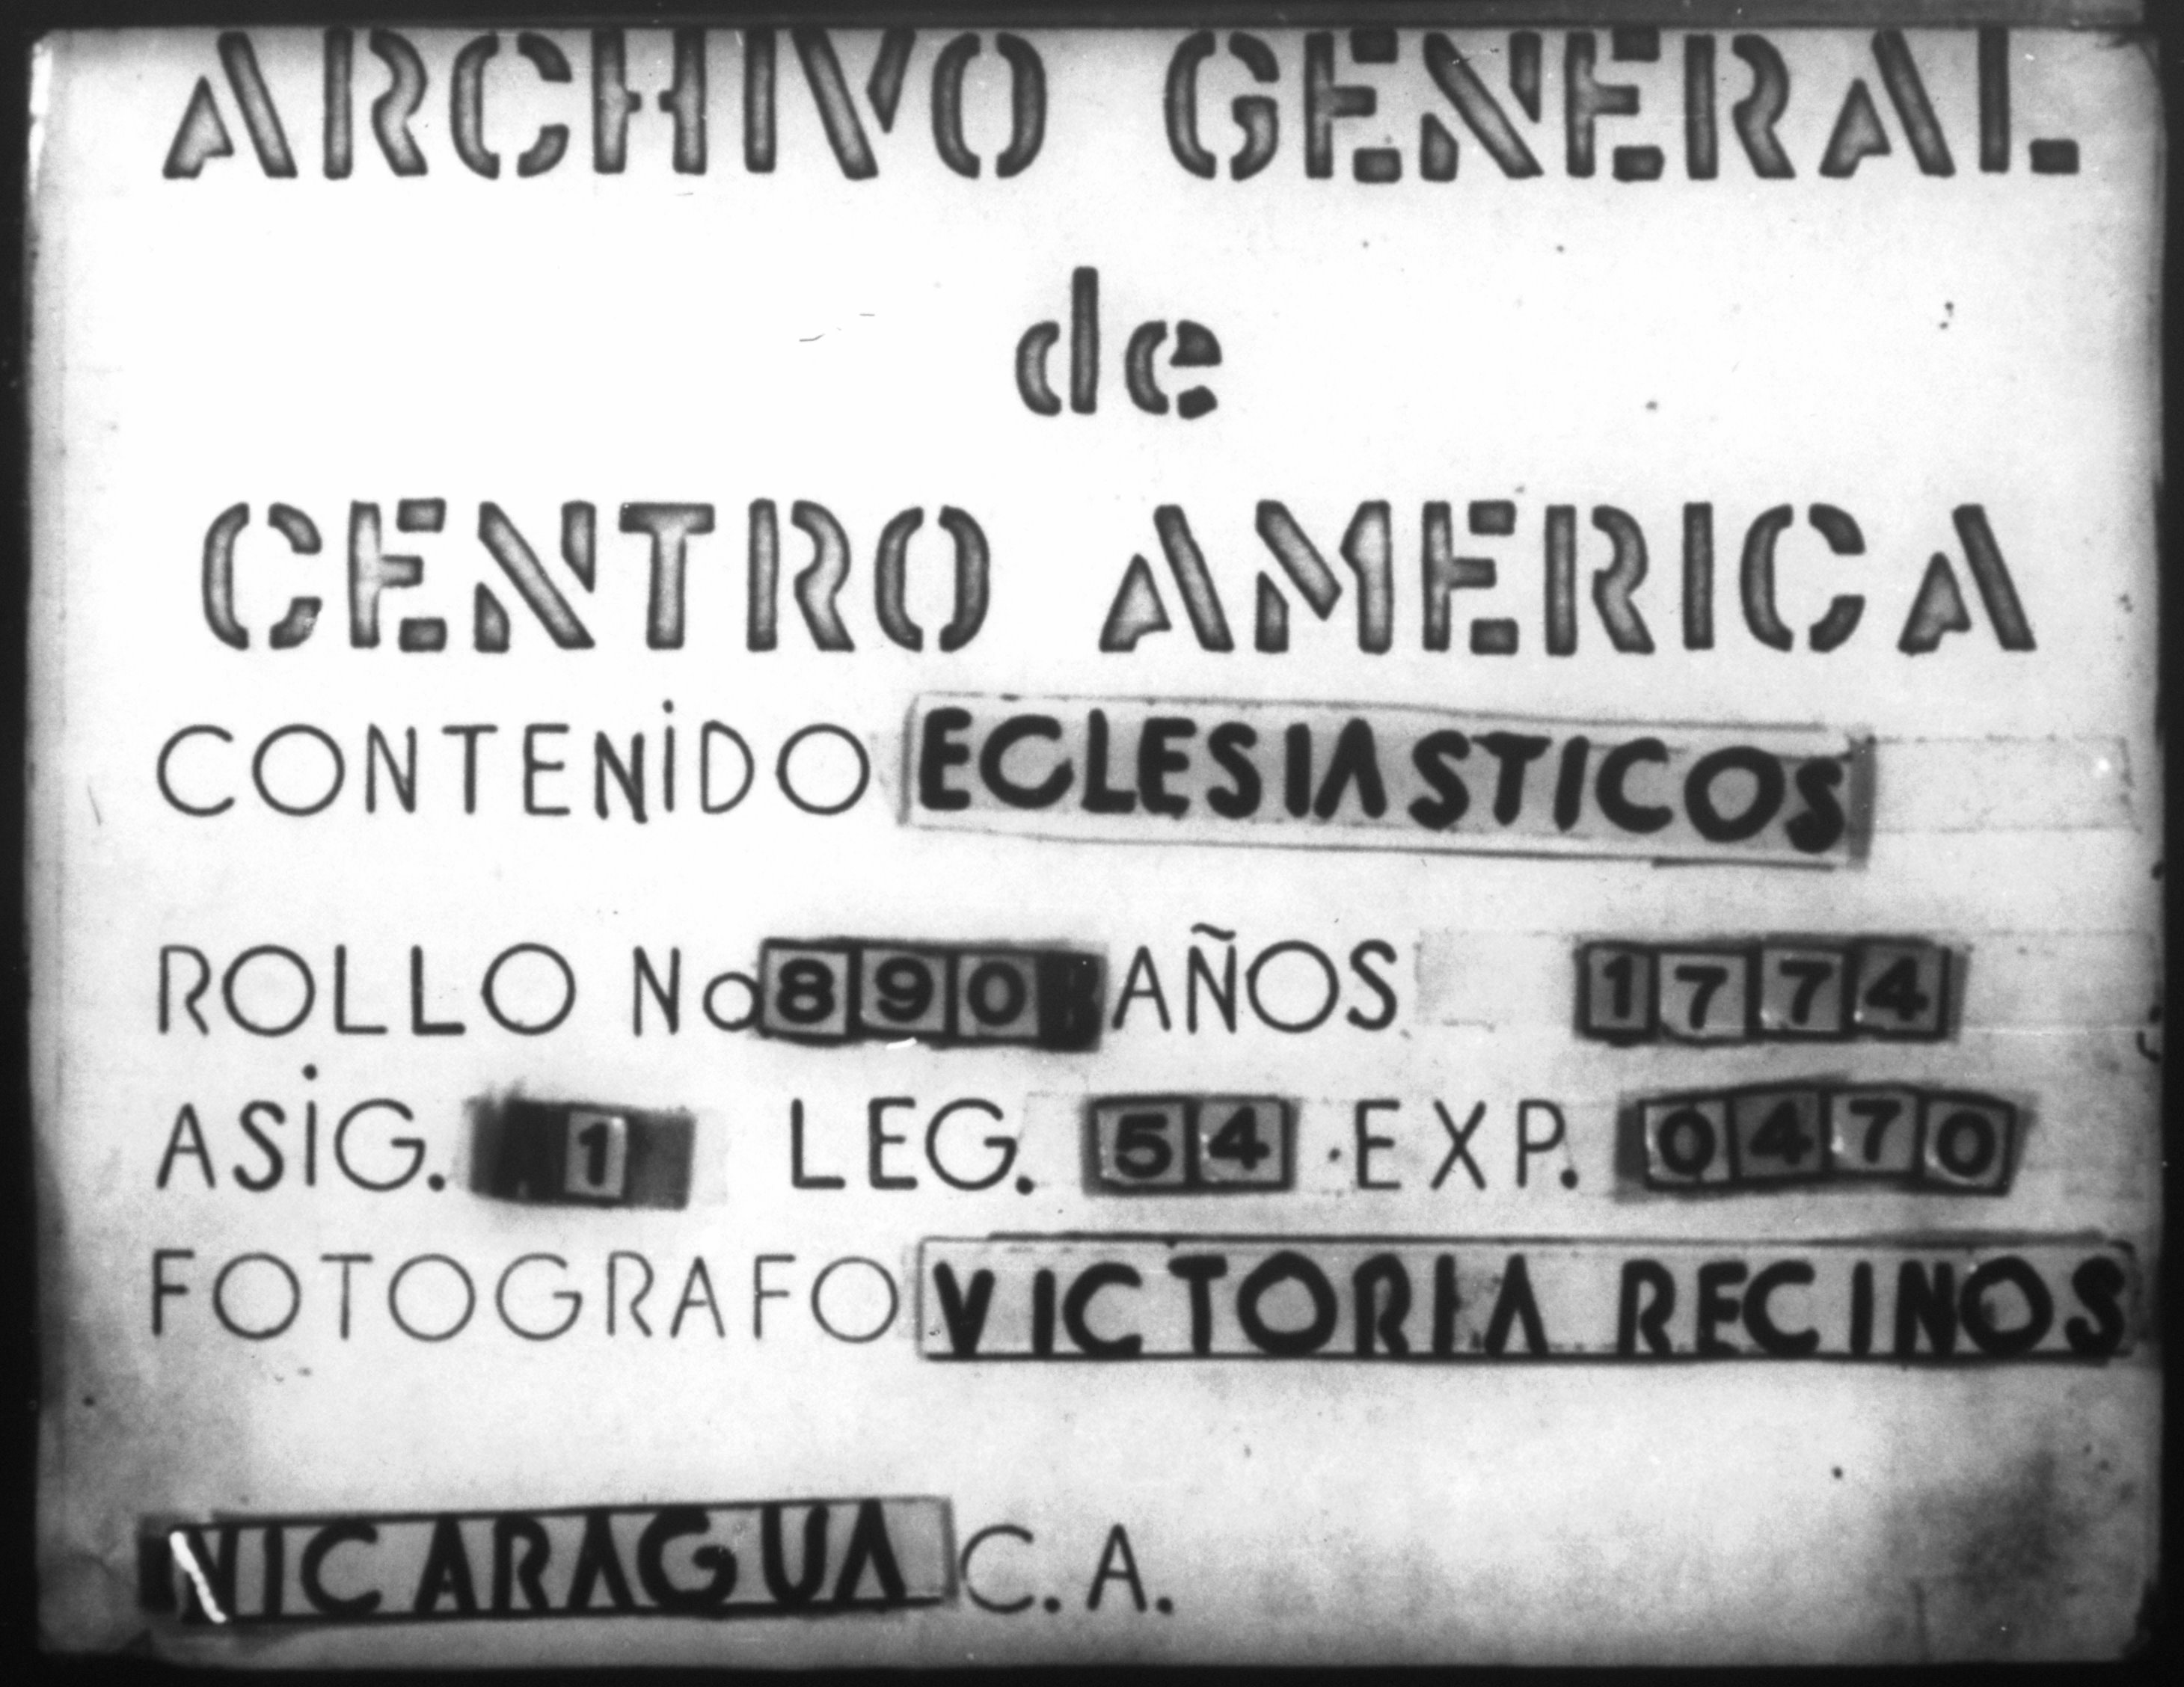 ARCHIVO GENERAL
de
CENTRO AMERICA
CONTENIDO ECLESIASTICOS
ROLLO No 890 AÑOS 1774
ASIG. 1 LEG. 54 EXP. 0470
FOTOGRAFO VICTORIA RECINOS
NICARAGUA C.A.